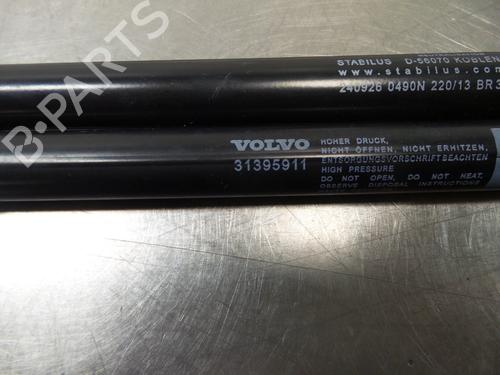 STABILUS D-56070 KOBLEN
www.stabilus.com
240926 0490N 220/13 BR3
VOLVO
31395911
HOHER DRUCK,
NICHT ÖFFNEN, NICHT ERHITZEN,
ENTSORGUNGSVORSCHRIFT BEACHTEN
HIGH PRESSURE
DO NOT OPEN, DO NOT HEAT,
OBSERVE DISPOSAL INSTRUCTIONS